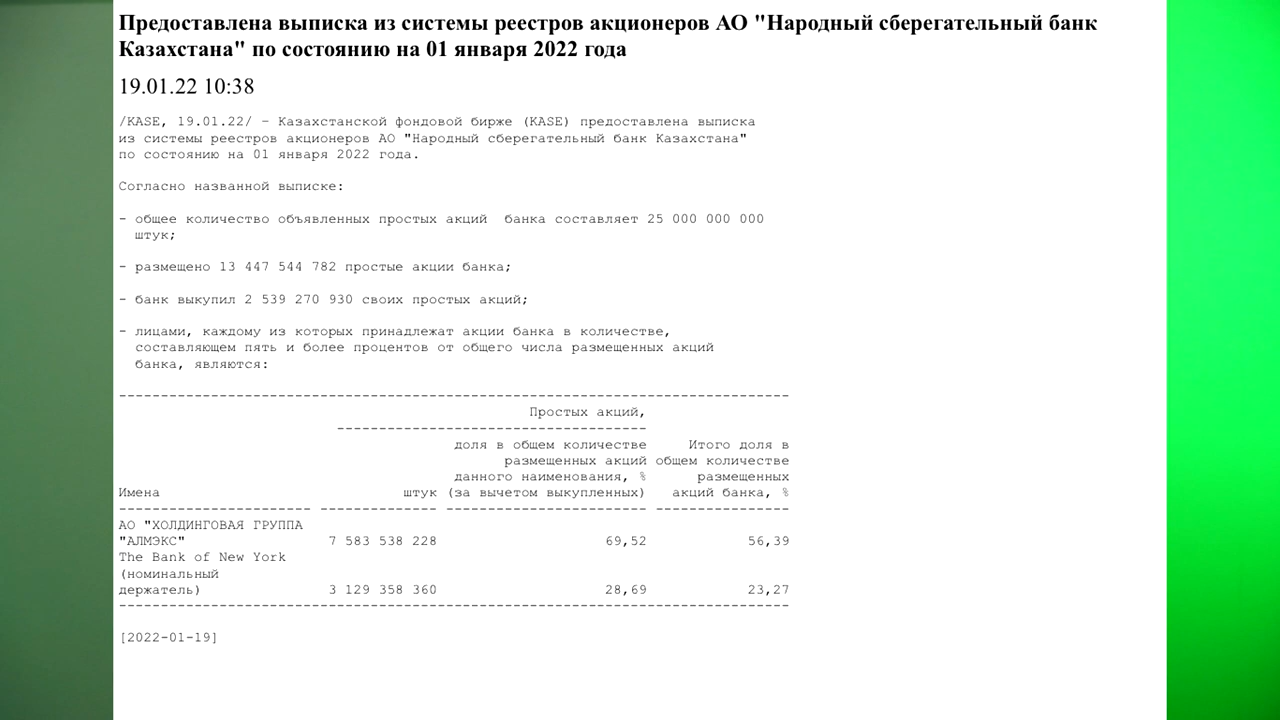 Предоставлена выписка из системы реестров акционеров АО "Народный сберегательный банк
Казахстана" по состоянию на 01 января 2022 года
19.01.22 10:38
/KASE, 19.01.22/ – Казахстанской фондовой бирже (KASE) предоставлена выписка
из системы реестров акционеров АО "Народный сберегательный банк Казахстана"
по состоянию на 01 января 2022 года.
Согласно названной выписке:
- общее количество объявленных простых акций  банка составляет 25 000 000 000
штук;
- размещено 13 447 544 782 простые акции банка;
- банк выкупил 2 539 270 930 своих простых акций;
- лицами, каждому из которых принадлежат акции банка в количестве,
составляющем пять и более процентов от общего числа размещенных акций
банка, являются:
--------------------------------------------------------------------------------
Простых акций,
-------------------------------------
доля в общем количестве Итого доля в
размещенных акций общем количестве
данного наименования, % размещенных
Имена штук (за вычетом выкупленных) акций банка, %
----------------------- -------------- ------------------------ ----------------
АО "ХОЛДИНГОВАЯ ГРУППА
"АЛМЭКС" 7 583 538 228 69,52 56,39
The Bank of New York
(номинальный
держатель) 3 129 358 360 28,69 23,27
--------------------------------------------------------------------------------
[2022-01-19]